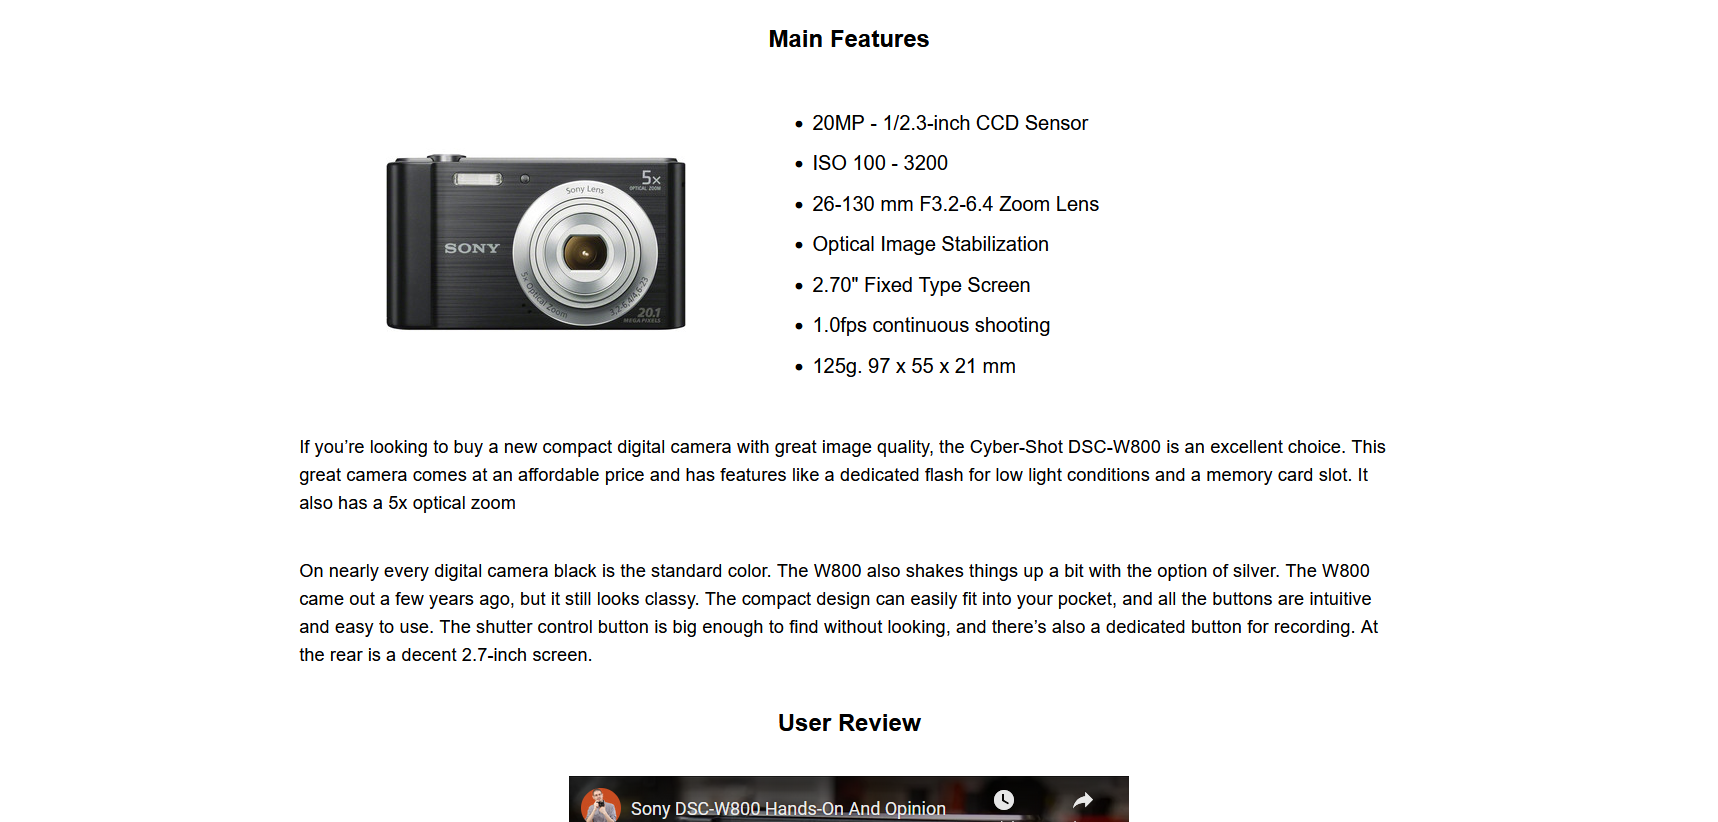 Main Features
5x
OPTICAL ZOOM
Sony Lens
SONY
5x Optical Zoom
20.1
MEGA PIXELS
• 20MP - 1/2.3-inch CCD Sensor
• ISO 100 - 3200
• 26-130 mm F3.2-6.4 Zoom Lens
• Optical Image Stabilization
• 2.70" Fixed Type Screen
• 1.0fps continuous shooting
• 125g. 97 x 55 x 21 mm
If you’re looking to buy a new compact digital camera with great image quality, the Cyber-Shot DSC-W800 is an excellent choice. This
great camera comes at an affordable price and has features like a dedicated flash for low light conditions and a memory card slot. It
also has a 5x optical zoom
On nearly every digital camera black is the standard color. The W800 also shakes things up a bit with the option of silver. The W800
came out a few years ago, but it still looks classy. The compact design can easily fit into your pocket, and all the buttons are intuitive
and easy to use. The shutter control button is big enough to find without looking, and there’s also a dedicated button for recording. At
the rear is a decent 2.7-inch screen.
User Review
Sony DSC-W800 Hands-On And Opinion